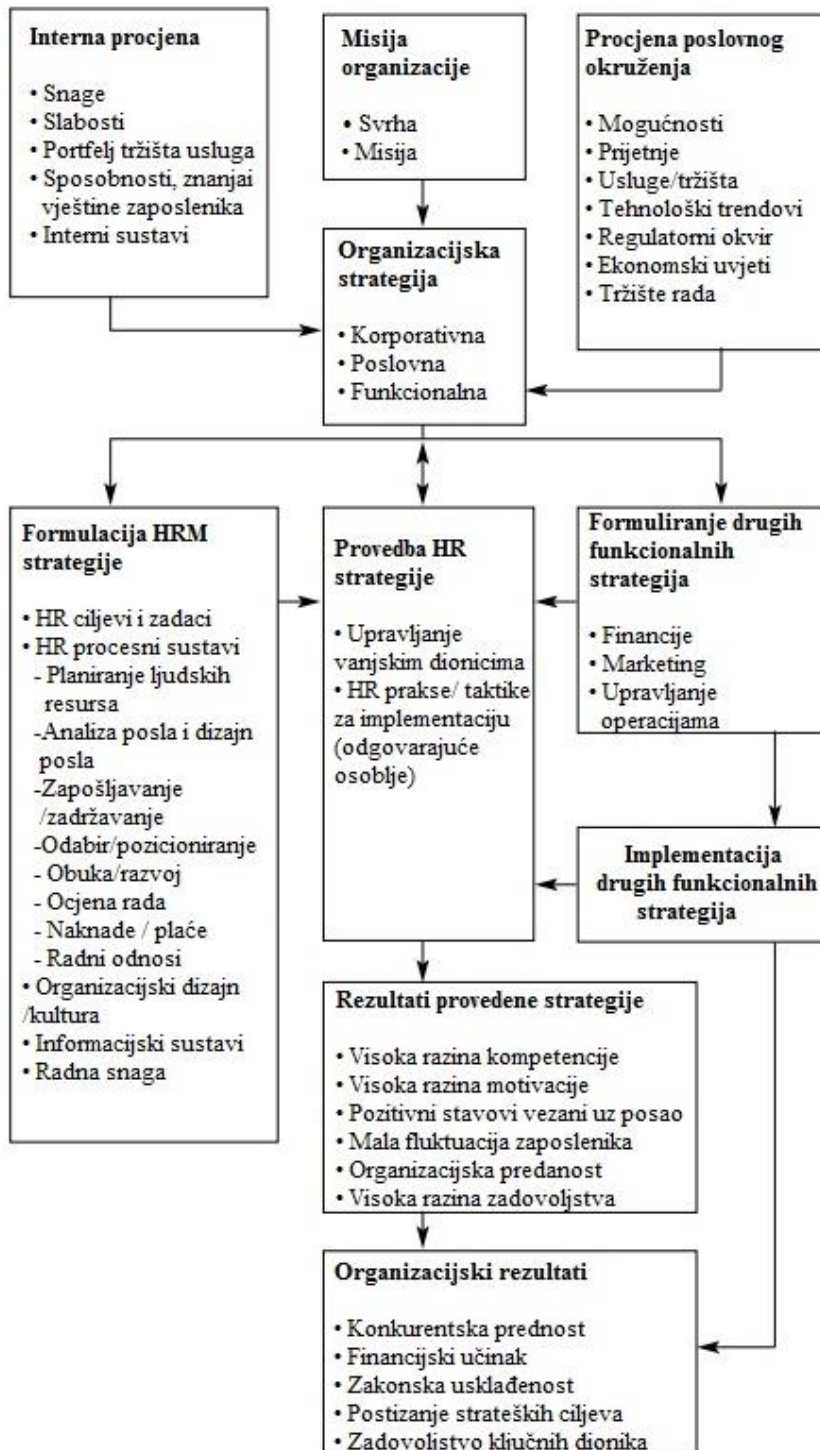 Interna procjena
• Snage
• Slabosti
• Portfelj tržišta usluga
• Sposobnosti, znanjai
vještine zaposlenika
• Interni sustavi
Misija
organizacije
• Svrha
• Misija
Procjena poslovnog
okruženja
• Mogućnosti
• Prijetnje
• Usluge/tržišta
• Tehnološki trendovi
• Regulatorni okvir
• Ekonomski uvjeti
• Tržište rada
Organizacijska
strategija
• Korporativna
• Poslovna
• Funkcionalna
Formulacija HRM
strategije
• HR ciljevi i zadaci
• HR procesni sustavi
- Planiranje ljudskih
resursa
-Analiza posla i dizajn
posla
-Zapošljavanje
/zadržavanje
-Odabir/pozicioniranje
- Obuka/razvoj
- Ocjena rada
- Naknade / plaće
- Radni odnosi
• Organizacijski dizajn
/kultura
• Informacijski sustavi
• Radna snaga
Provedba HR
strategije
• Upravljanje
vanjskim dionicima
• HR prakse/ taktike
za implementaciju
(odgovarajuće
osoblje)
Formuliranje drugih
funkcionalnih
strategija
• Financije
• Marketing
• Upravljanje
operacijama
Implementacija
drugih funkcionalnih
strategija
Rezultati provedene strategije
• Visoka razina kompetencije
• Visoka razina motivacije
• Pozitivni stavovi vezani uz posao
• Mala fluktuacija zaposlenika
• Organizacijska predanost
• Visoka razina zadovoljstva
Organizacijski rezultati
• Konkurentska prednost
• Financijski učinak
• Zakonska usklađenost
• Postizanje strateških ciljeva
• Zadovoljstvo ključnih dionika